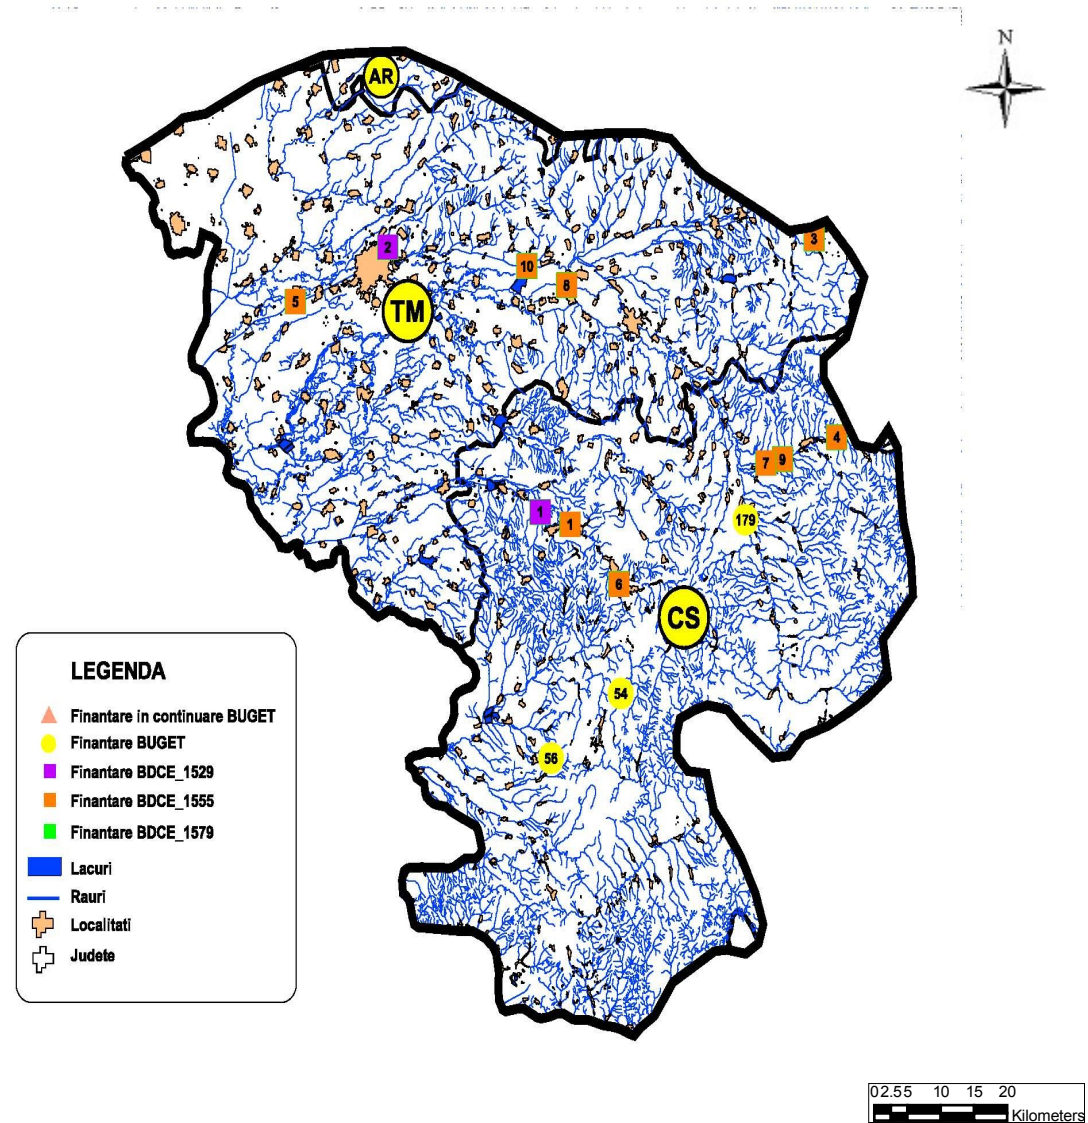 N
AR
3
2
10
8
5
TM
4
7
9
179
1
1
6
CS
54
56
LEGENDA
Finantare in continuare BUGET
Finantare BUGET
Finantare BDCE_1529
Finantare BDCE_1555
Finantare BDCE_1579
Lacuri
Rauri
Localitati
Judete
0 2.5 5 10 15 20
Kilometers